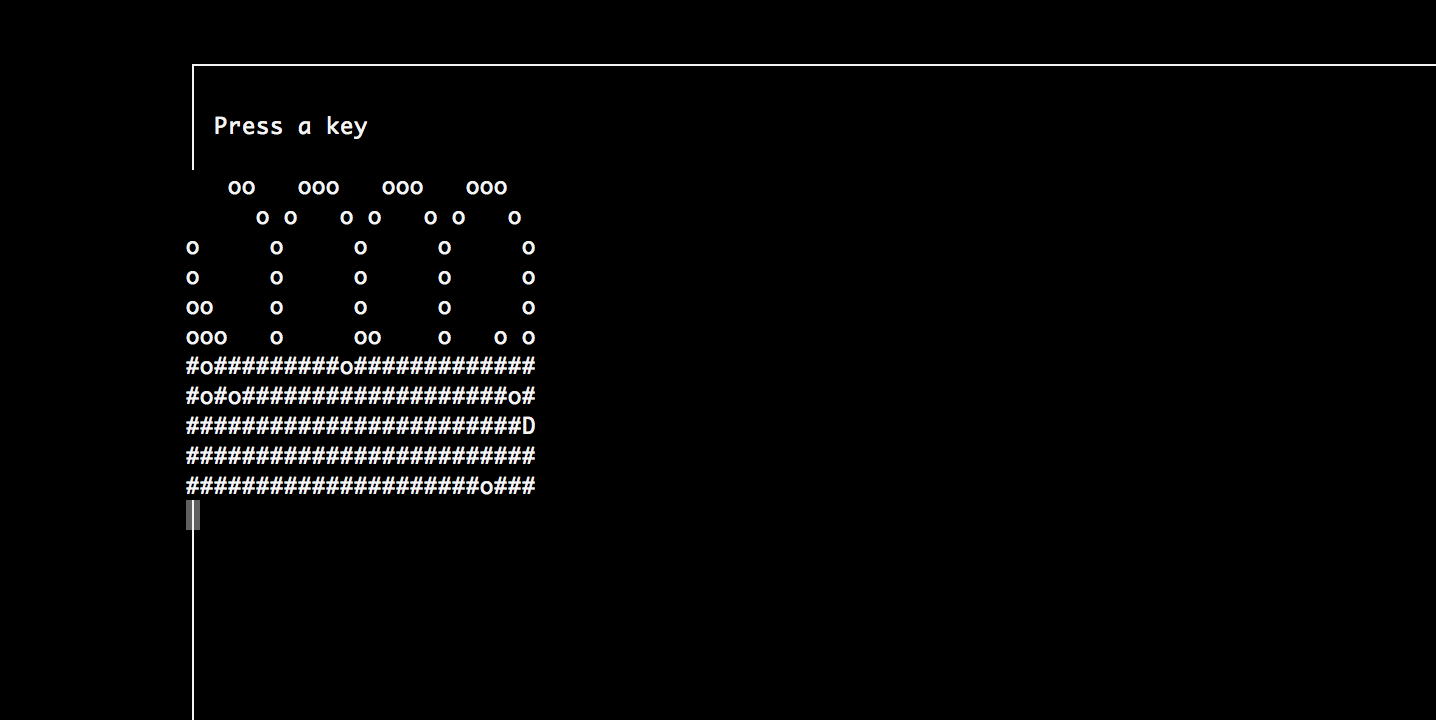 Press a key
   oo   ooo   ooo   ooo
     o o   o o   o o   o
o     o     o     o     o
o     o     o     o     o
oo    o     o     o     o
ooo   o     oo    o   o o
#o#########o#############
#o#o###################o#
########################D
#########################
#####################o###